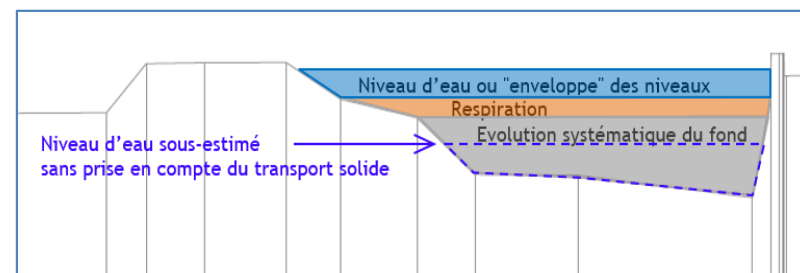 Niveau d'eau ou "enveloppe" des niveaux
Respiration
Evolution systématique du fond
Niveau d'eau sous-estimé
sans prise en compte du transport solide